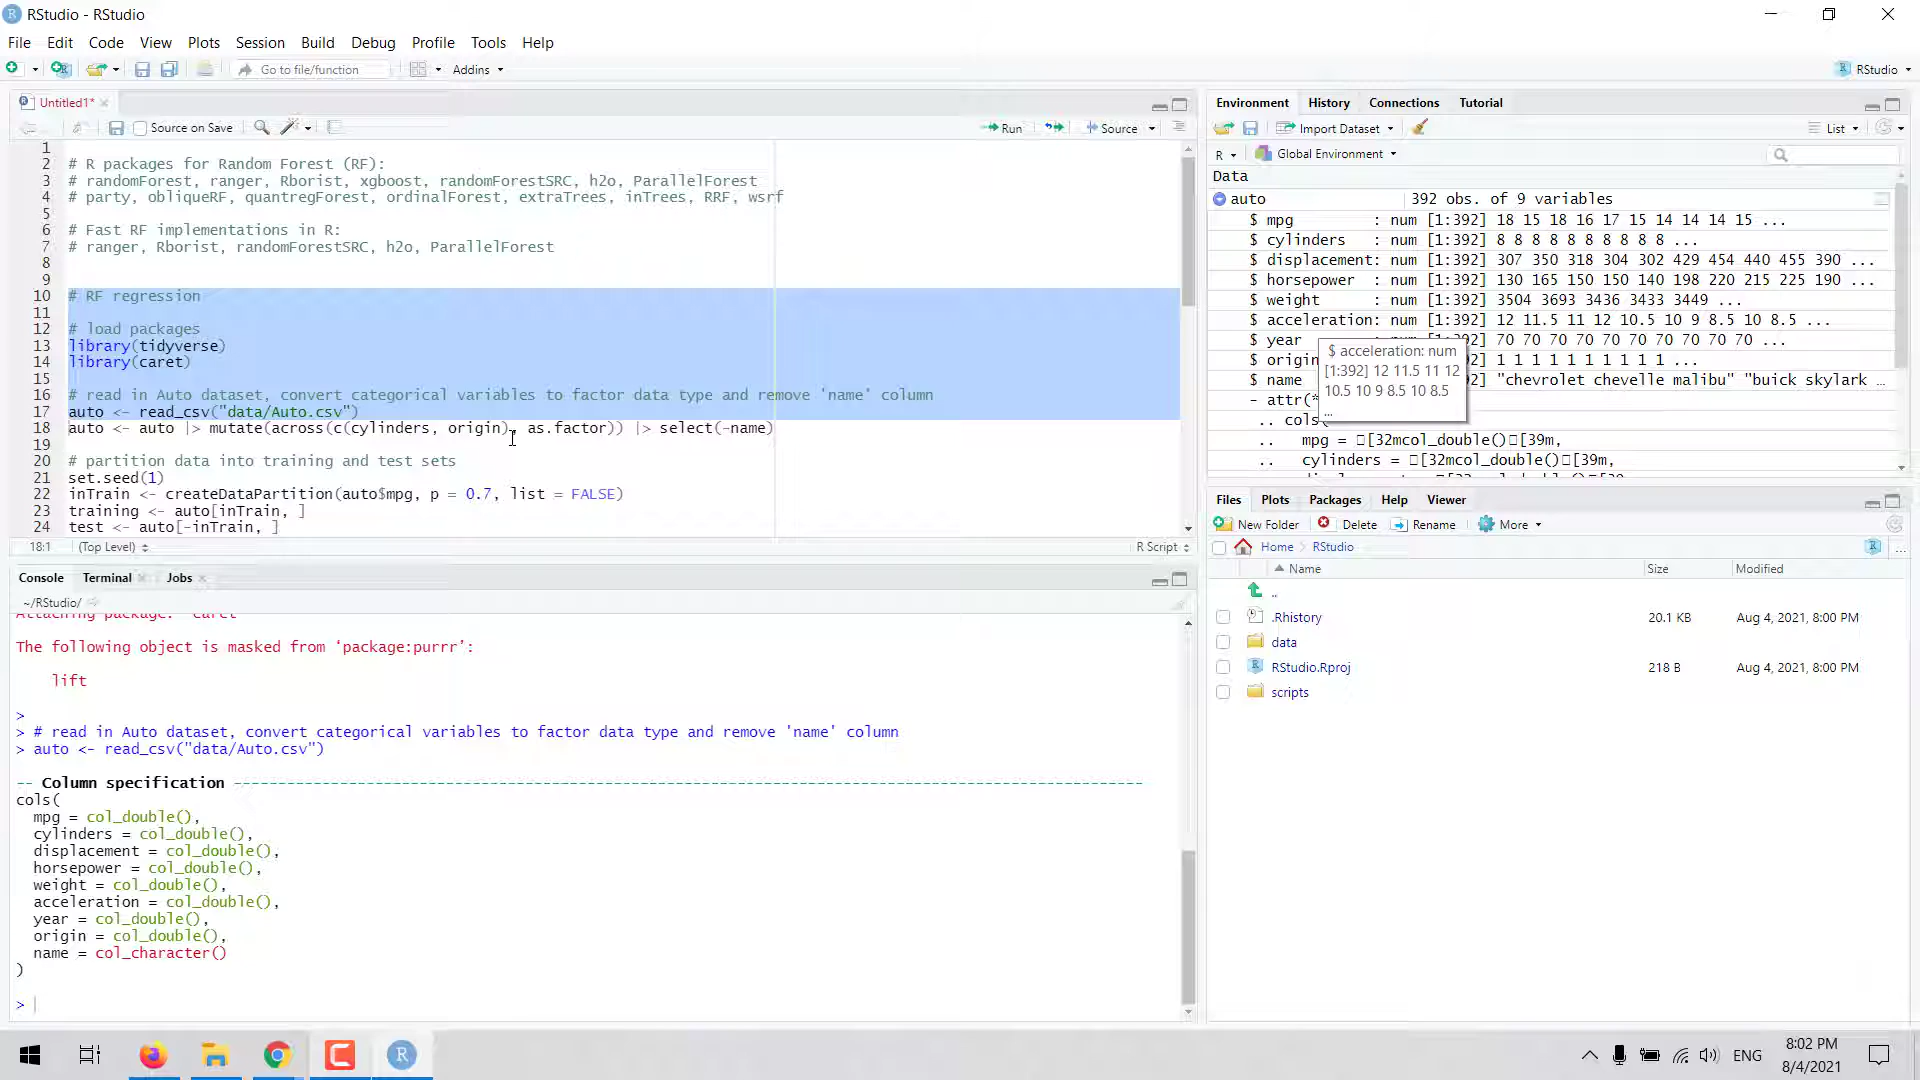 RStudio - RStudio
File Edit Code View Plots Session Build Debug Profile Tools Help
Go to file/function Addins RStudio
Untitled1*
Source on Save Run Source
1
2 # R packages for Random Forest (RF):
3 # randomForest, ranger, Rborist, xgboost, randomForestSRC, h2o, ParallelForest
4 # party, obliqueRF, quantregForest, ordinalForest, extraTrees, inTrees, RRF, wsrf
5
6 # Fast RF implementations in R:
7 # ranger, Rborist, randomForestSRC, h2o, ParallelForest
8
9
10 # RF regression
11
12 # load packages
13 library(tidyverse)
14 library(caret)
15
16 # read in Auto dataset, convert categorical variables to factor data type and remove 'name' column
17 auto <- read_csv("data/Auto.csv")
18 auto <- auto |> mutate(across(c(cylinders, origin), as.factor)) |> select(-name)
19
20 # partition data into training and test sets
21 set.seed(1)
22 inTrain <- createDataPartition(auto$mpg, p = 0.7, list = FALSE)
23 training <- auto[inTrain, ]
24 test <- auto[-inTrain, ]
18:1 (Top Level) R Script
Console Terminal Jobs
~/RStudio/
The following object is masked from ‘package:purrr’:
lift
>
> # read in Auto dataset, convert categorical variables to factor data type and remove 'name' column
> auto <- read_csv("data/Auto.csv")
-- Column specification
cols(
mpg = col_double(),
cylinders = col_double(),
displacement = col_double(),
horsepower = col_double(),
weight = col_double(),
acceleration = col_double(),
year = col_double(),
origin = col_double(),
name = col_character()
)
>
Environment History Connections Tutorial
Import Dataset List
R Global Environment
Data
auto 392 obs. of 9 variables
$ mpg : num [1:392] 18 15 18 16 17 15 14 14 14 15 ...
$ cylinders : num [1:392] 8 8 8 8 8 8 8 8 8 8 ...
$ displacement: num [1:392] 307 350 318 304 302 429 454 440 455 390 ...
$ horsepower : num [1:392] 130 165 150 150 140 198 220 215 225 190 ...
$ weight : num [1:392] 3504 3693 3436 3433 3449 ...
$ acceleration: num [1:392] 12 11.5 11 12 10.5 10 9 8.5 10 8.5 ...
$ year 70 70 70 70 70 70 70 70 70 70 ...
$ origin 1 1 1 1 1 1 1 1 1 1 ...
$ name "chevrolet chevelle malibu" "buick skylark ...
- attr(*
.. cols(
.. mpg = [32mcol_double()[39m,
.. cylinders = [32mcol_double()[39m,
$ acceleration: num
[1:392] 12 11.5 11 12
10.5 10 9 8.5 10 8.5
...
Files Plots Packages Help Viewer
New Folder Delete Rename More
Home RStudio
Name Size Modified
..
.Rhistory 20.1 KB Aug 4, 2021, 8:00 PM
data
RStudio.Rproj 218 B Aug 4, 2021, 8:00 PM
scripts
ENG
8:02 PM
8/4/2021